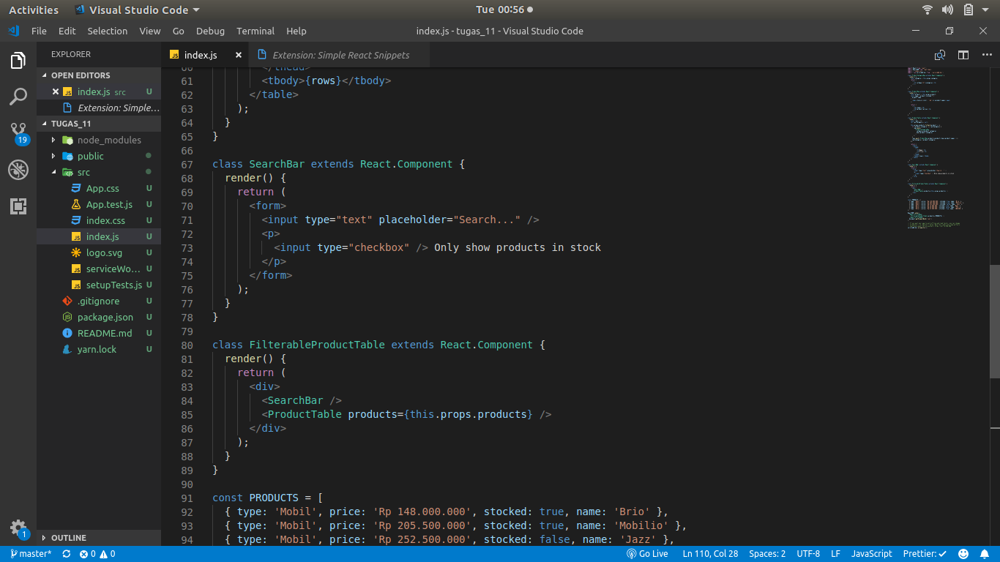 Activities
Visual Studio Code
Tue 00:56
File Edit Selection View Go Debug Terminal Help
index.js - tugas_11 - Visual Studio Code
EXPLORER
OPEN EDITORS
index.js src U
Extension: Simple...
TUGAS_11
node_modules
public
src
App.css U
App.test.js U
index.css U
index.js U
logo.svg U
serviceWo... U
setupTests.js U
.gitignore U
package.json U
README.md U
yarn.lock U
OUTLINE
19
1
index.js
Extension: Simple React Snippets
60 </thead>
61 <tbody>{rows}</tbody>
62 </table>
63 );
64 }
65 }
66
67 class SearchBar extends React.Component {
68 render() {
69 return (
70 <form>
71 <input type="text" placeholder="Search..." />
72 <p>
73 <input type="checkbox" /> Only show products in stock
74 </p>
75 </form>
76 );
77 }
78 }
79
80 class FilterableProductTable extends React.Component {
81 render() {
82 return (
83 <div>
84 <SearchBar />
85 <ProductTable products={this.props.products} />
86 </div>
87 );
88 }
89 }
90
91 const PRODUCTS = [
92 { type: 'Mobil', price: 'Rp 148.000.000', stocked: true, name: 'Brio' },
93 { type: 'Mobil', price: 'Rp 205.500.000', stocked: true, name: 'Mobilio' },
94 { type: 'Mobil', price: 'Rp 252.500.000', stocked: false, name: 'Jazz' },
master* 0 0
Go Live Ln 110, Col 28 Spaces: 2 UTF-8 LF JavaScript Prettier: ✓